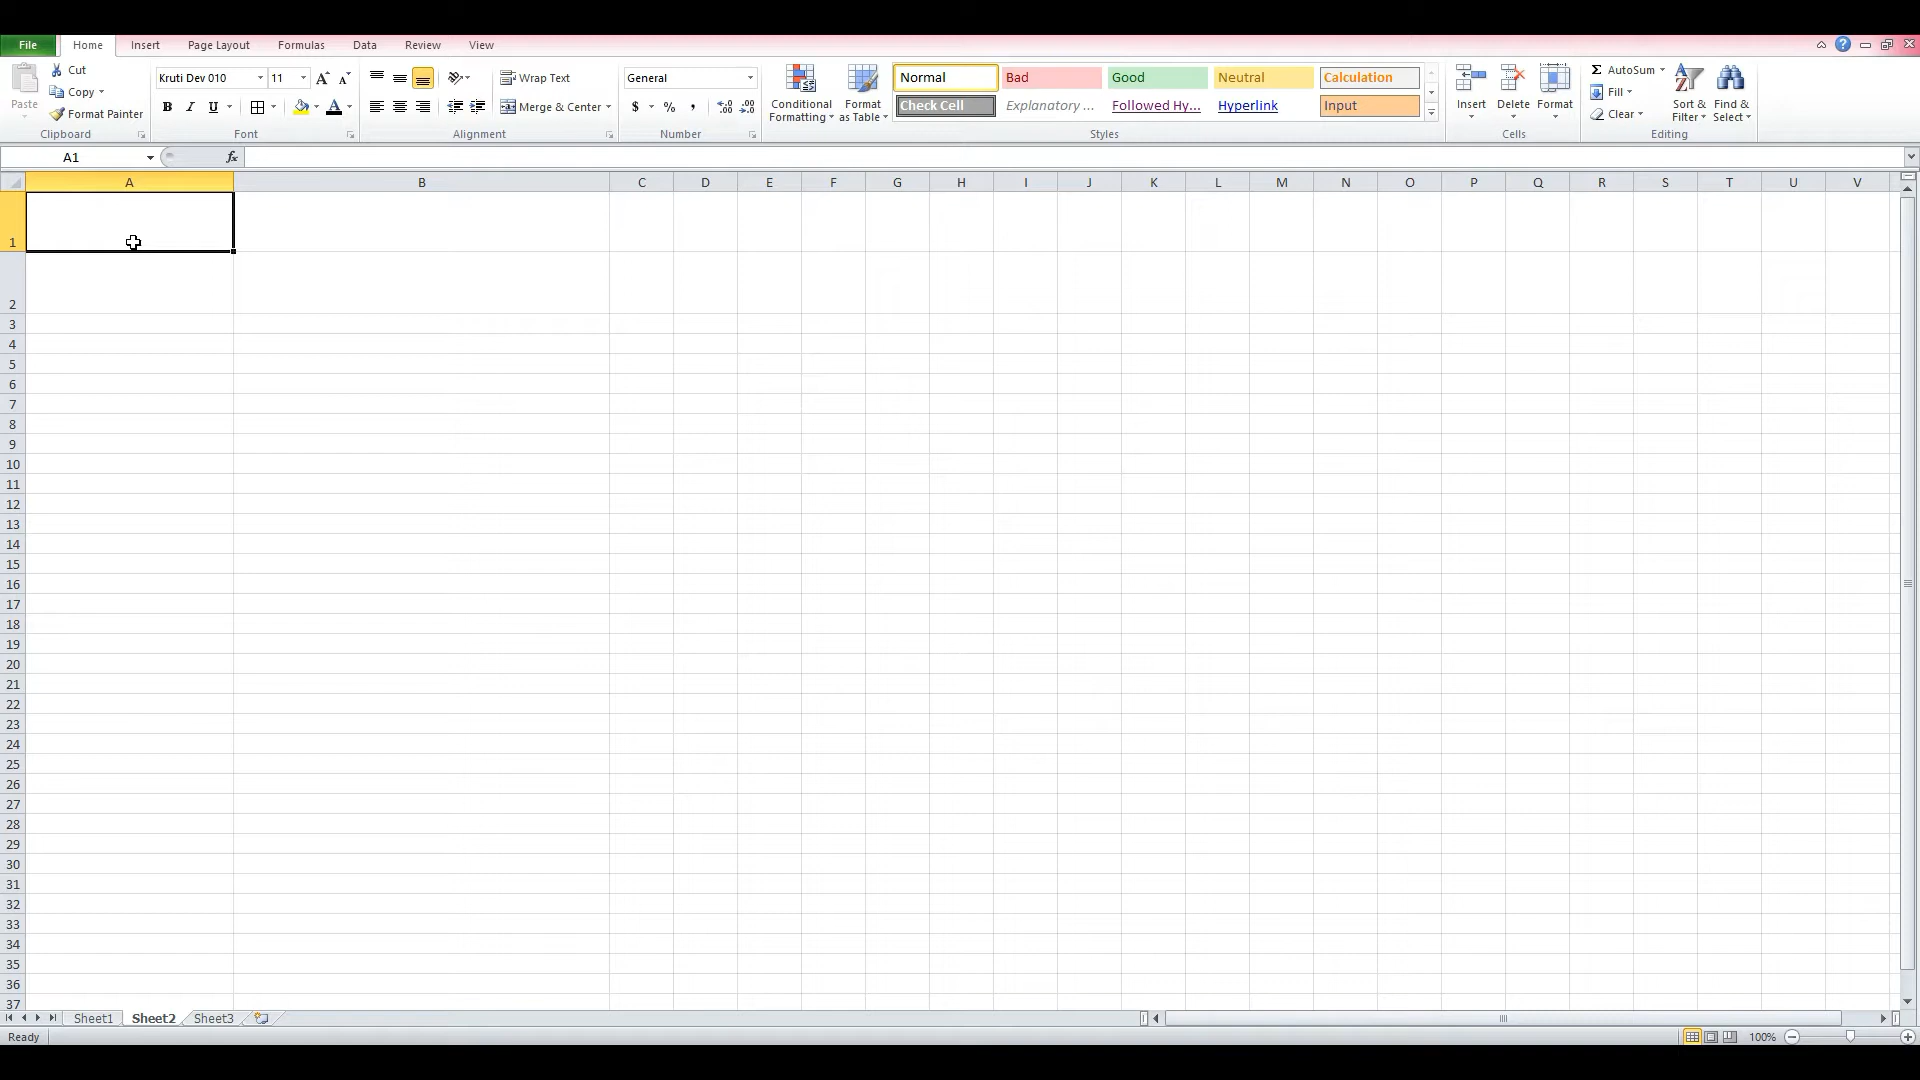 File Home Insert Page Layout Formulas Data Review View
Paste
Cut
Copy
Format Painter
Clipboard
Kruti Dev 010 11
B I U
Font
Wrap Text
Merge & Center
Alignment
General
$ % ,
Number
Conditional Formatting
Format as Table
Normal Bad Good Neutral Calculation
Check Cell Explanatory ... Followed Hy... Hyperlink Input
Styles
Insert Delete Format
Cells
Σ AutoSum
Fill
Clear
Sort & Filter
Find & Select
Editing
A1 fx
A B C D E F G H I J K L M N O P Q R S T U V
1
2
3
4
5
6
7
8
9
10
11
12
13
14
15
16
17
18
19
20
21
22
23
24
25
26
27
28
29
30
31
32
33
34
35
36
37
Sheet1 Sheet2 Sheet3
Ready 100%